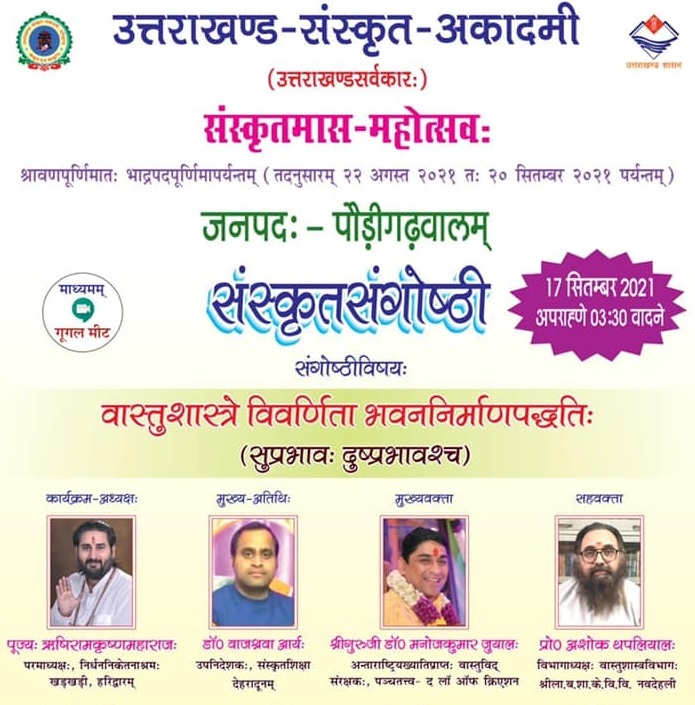 उत्तराखण्ड-संस्कृत-अकादमी
(उत्तराखण्डसर्वकार:)
उत्तराखण्ड शासन
संस्कृतमास-महोत्सव:
श्रावणपूर्णिमात: भाद्रपदपूर्णिमापर्यन्तम् ( तदनुसारम् २२ अगस्त २०२१ त: २० सितम्बर २०२१ पर्यन्तम् )
जनपद: – पौड़ीगढ़वालम्
माध्यमम्
गूगल मीट
संस्कृतसंगोष्ठी
17 सितम्बर 2021
अपराह्णे 03:30 वादने
संगोष्ठीविषय:
वास्तुशास्त्रे विवर्णिता भवननिर्माणपद्धति:
(सुप्रभाव: दुष्प्रभावश्च)
कार्यक्रम-अध्यक्ष:
पूज्य: ऋषिरामकृष्णमहाराज:
परमाध्यक्ष:, निर्धननिकेतनाश्रम:
खड़खड़ी, हरिद्वारम्
मुख्य-अतिथि:
डॉ0 वाजश्रवा आर्य:
उपनिदेशक:, संस्कृतशिक्षा
देहरादूनम्
मुख्यवक्ता
श्रीगुरुजी डॉ0 मनोजकुमार जुयाल:
अन्ताराष्ट्रियख्यातिप्राप्त: वास्तुविद्
संरक्षक:, पञ्चतत्त्व- द लॉ ऑफ क्रिएशन
सहवक्ता
प्रो0 अशोक थपलियाल:
विभागाध्यक्ष: वास्तुशास्त्रविभाग:
श्रीला.ब.शा.के.वि.वि. नवदेहली